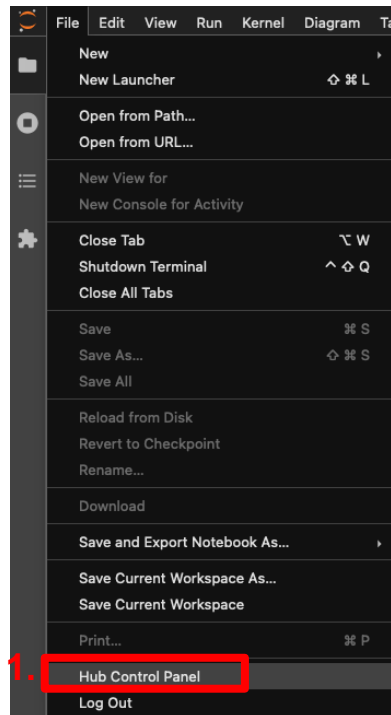 File Edit View Run Kernel Diagram Ta
New
New Launcher ⇧ ⌘ L
Open from Path...
Open from URL...
New View for
New Console for Activity
Close Tab ⌥ W
Shutdown Terminal ⌃ ⇧ Q
Close All Tabs
Save ⌘ S
Save As... ⇧ ⌘ S
Save All
Reload from Disk
Revert to Checkpoint
Rename...
Download
Save and Export Notebook As...
Save Current Workspace As...
Save Current Workspace
Print... ⌘ P
1. Hub Control Panel
Log Out